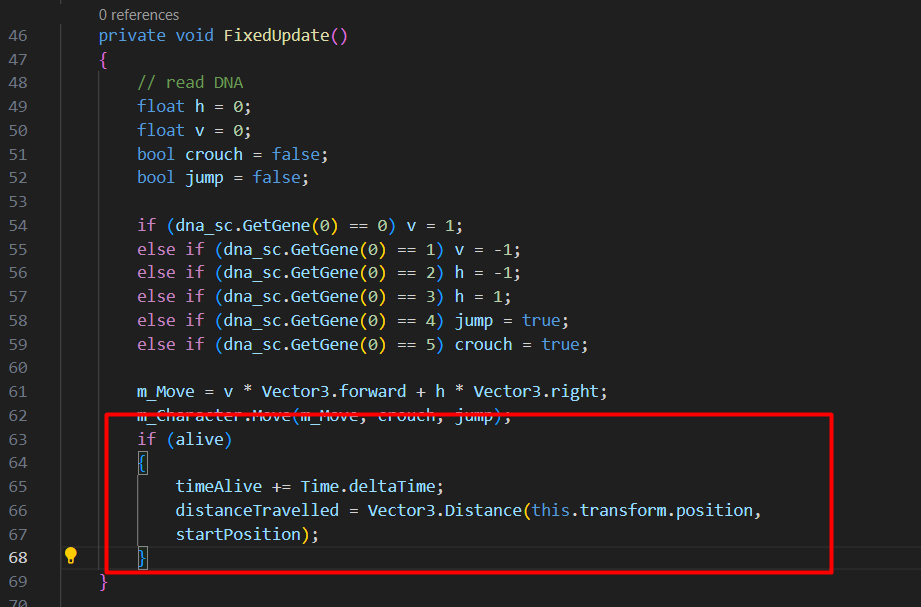 0 references
46 private void FixedUpdate()
47 {
48 // read DNA
49 float h = 0;
50 float v = 0;
51 bool crouch = false;
52 bool jump = false;
53
54 if (dna_sc.GetGene(0) == 0) v = 1;
55 else if (dna_sc.GetGene(0) == 1) v = -1;
56 else if (dna_sc.GetGene(0) == 2) h = -1;
57 else if (dna_sc.GetGene(0) == 3) h = 1;
58 else if (dna_sc.GetGene(0) == 4) jump = true;
59 else if (dna_sc.GetGene(0) == 5) crouch = true;
60
61 m_Move = v * Vector3.forward + h * Vector3.right;
62 m_Character.Move(m_Move, crouch, jump);
63 if (alive)
64 {
65 timeAlive += Time.deltaTime;
66 distanceTravelled = Vector3.Distance(this.transform.position,
67 startPosition);
68 }
69 }
70